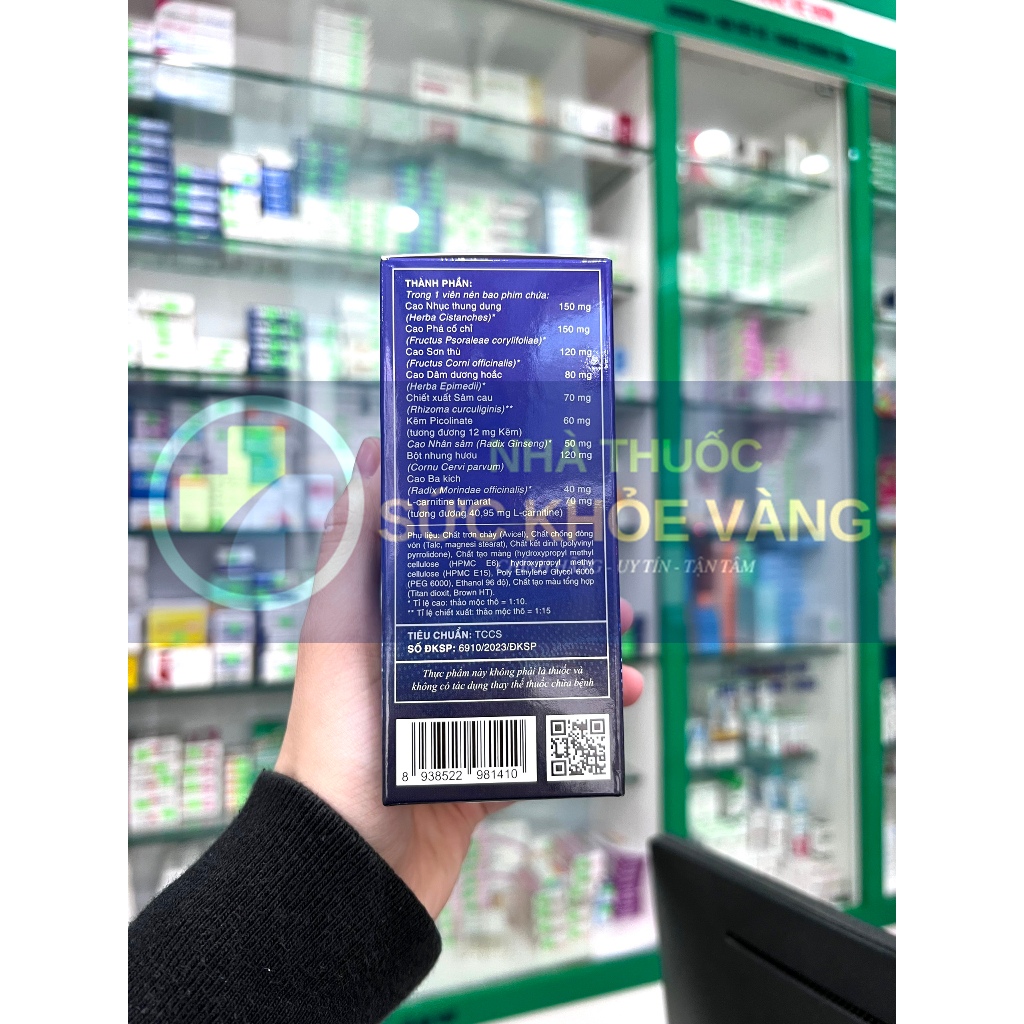 THÀNH PHẦN:
Trong 1 viên nén bao phim chứa:
Cao Nhục thung dung 150 mg
(Herba Cistanches)*
Cao Phá cố chỉ 150 mg
(Fructus Psoraleae corylifoliae)*
Cao Sơn thù 120 mg
(Fructus Corni officinalis)*
Cao Dâm dương hoắc 80 mg
(Herba Epimedii)*
Chiết xuất Sâm cau 70 mg
(Rhizoma curculiginis)**
Kẽm Picolinate 60 mg
(tương đương 12 mg Kẽm)
Cao Nhân sâm (Radix Ginseng)* 50 mg
Bột nhung hươu 120 mg
(Cornu Cervi parvum)
Cao Ba kích
(Radix Morindae officinalis)* 40 mg
L-carnitine fumarat 70 mg
(tương đương 40,95 mg L-carnitine)
Phụ liệu: Chất trơn chảy (Avicel), Chất chống đông
vón (Talc, magnesi stearat), Chất kết dính (polyvinyl
pyrrolidone), Chất tạo màng (hydroxypropyl methyl
cellulose (HPMC E6), hydroxypropyl methyl
cellulose (HPMC E15), Poly Ethylene Glycol 6000
(PEG 6000), Ethanol 96 độ), Chất tạo màu tổng hợp
(Titan dioxit, Brown HT).
* Tỉ lệ cao: thảo mộc thô = 1:10.
** Tỉ lệ chiết xuất: thảo mộc thô = 1:15
TIÊU CHUẨN: TCCS
SỐ ĐKSP: 6910/2023/ĐKSP
Thực phẩm này không phải là thuốc và
không có tác dụng thay thế thuốc chữa bệnh
8 938522 981410
NHÀ THUỐC
SỨC KHỎE VÀNG
- UY TÍN - TẬN TÂM